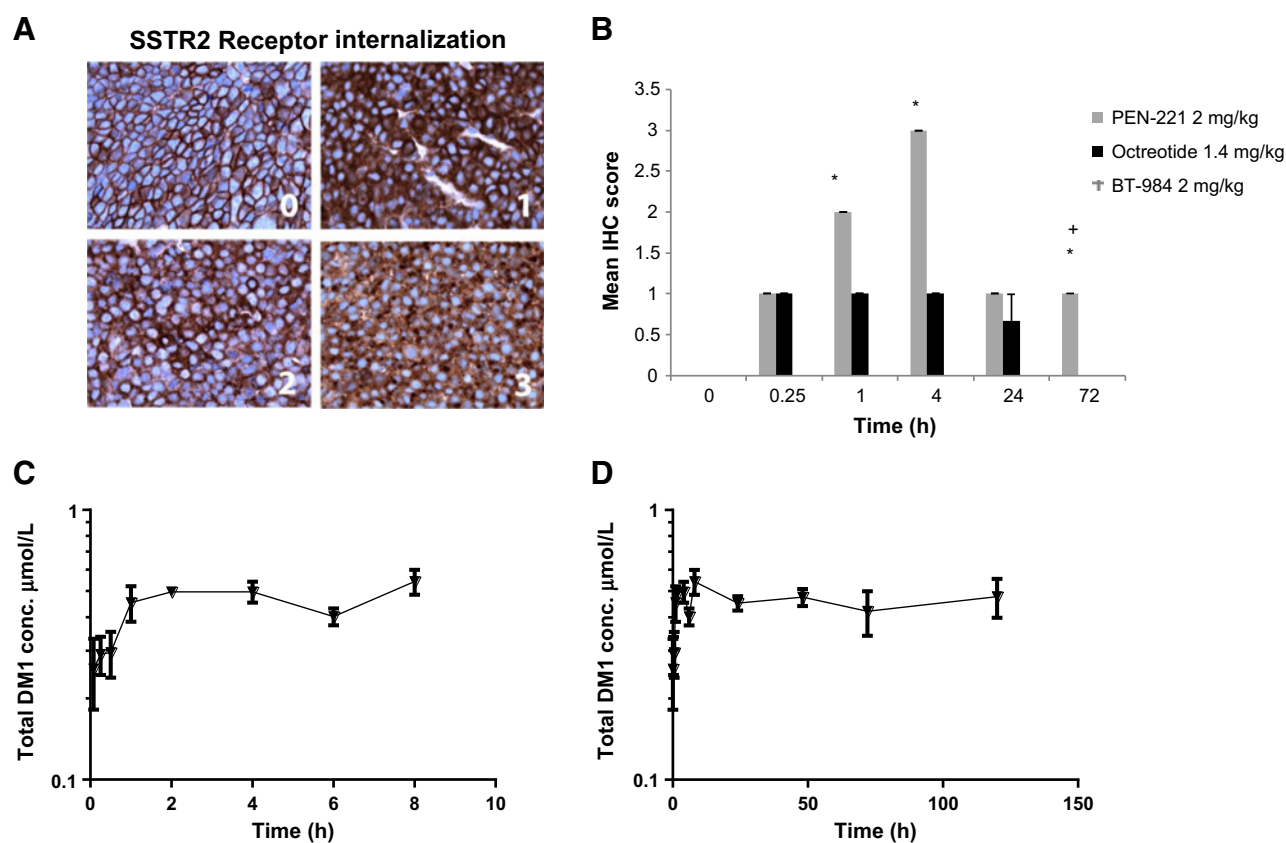 A
SSTR2 Receptor internalization
0
1
2
3
B
Mean IHC score
3.5
3
2.5
2
1.5
1
0.5
0
*
*
+
*
0 0.25 1 4 24 72
Time (h)
PEN-221 2 mg/kg
Octreotide 1.4 mg/kg
BT-984 2 mg/kg
C
Total DM1 conc. μmol/L
1
0.1
0 2 4 6 8 10
Time (h)
D
Total DM1 conc. μmol/L
1
0.1
0 50 100 150
Time (h)